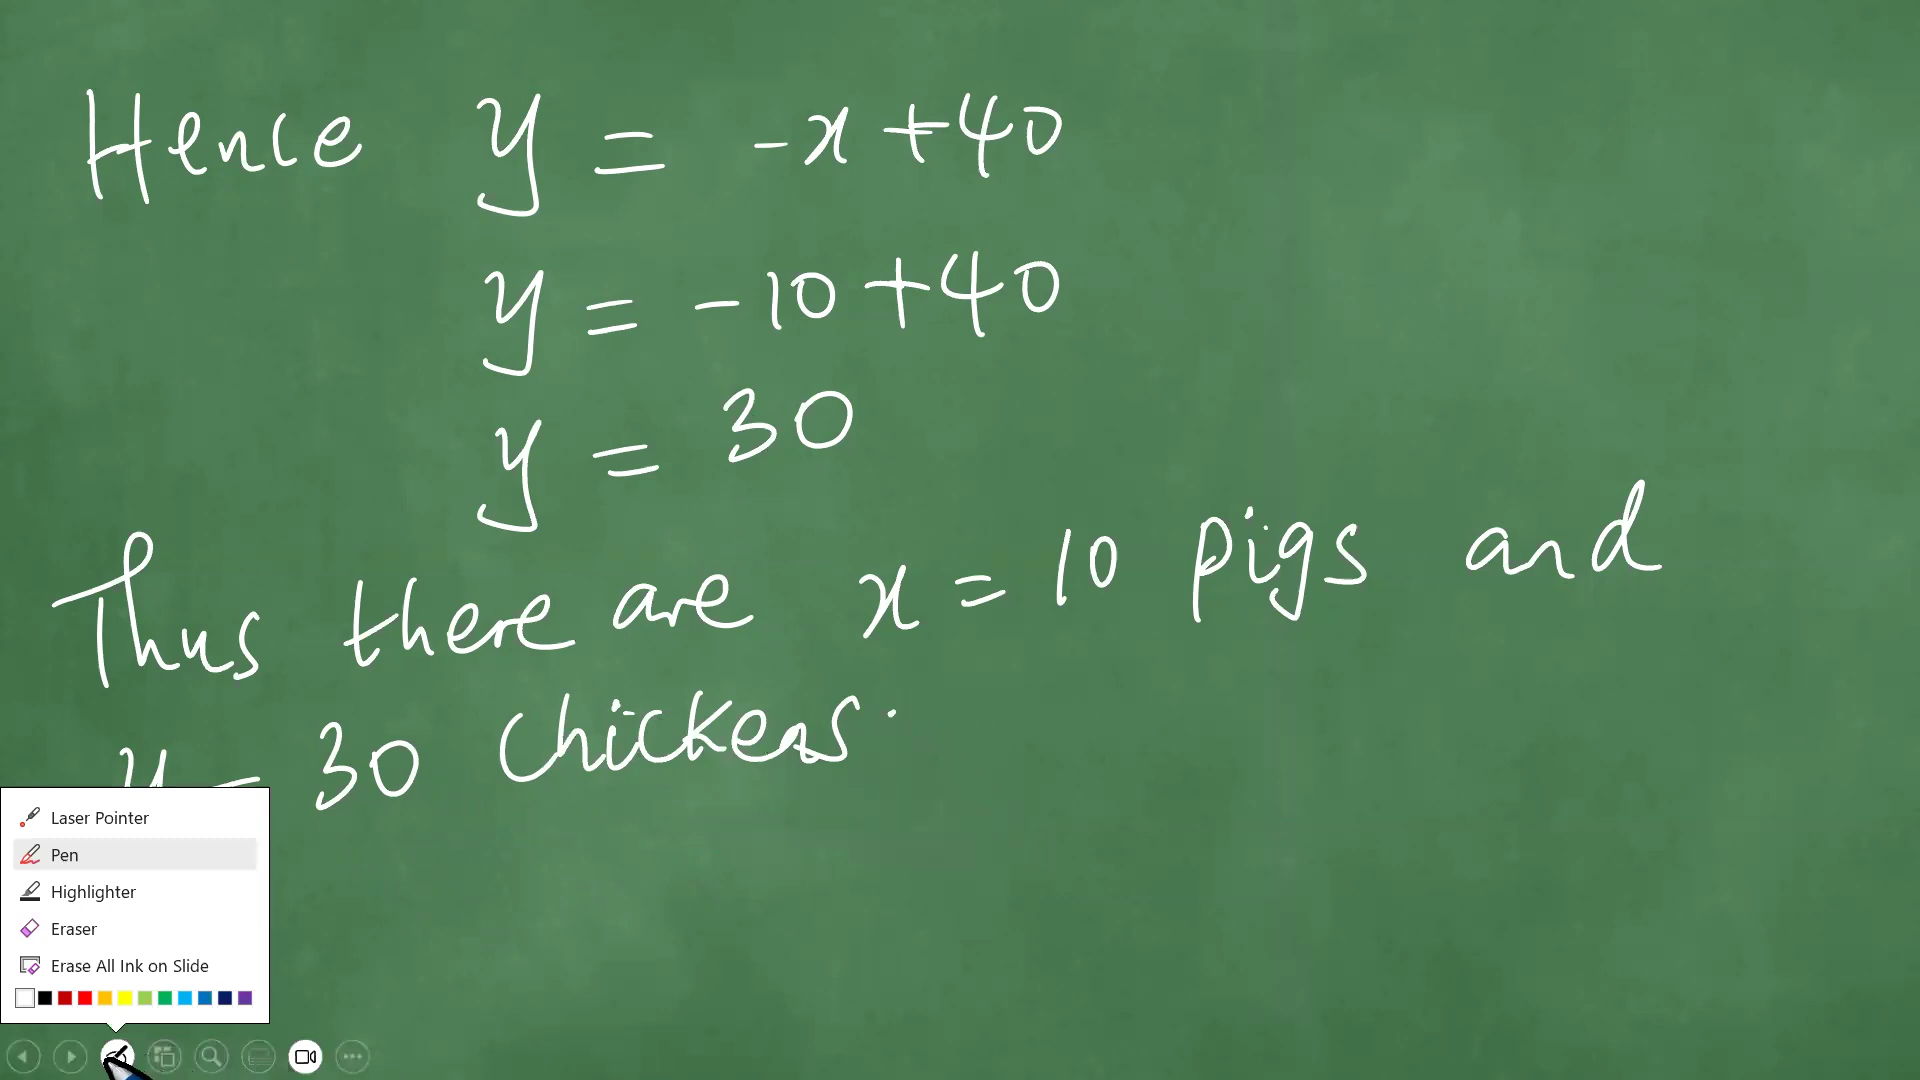 Hence y = -x+40
y = -10+40
y = 30
Thus there are x = 10 pigs and
y = 30 chickens.
Laser Pointer
Pen
Highlighter
Eraser
Erase All Ink on Slide